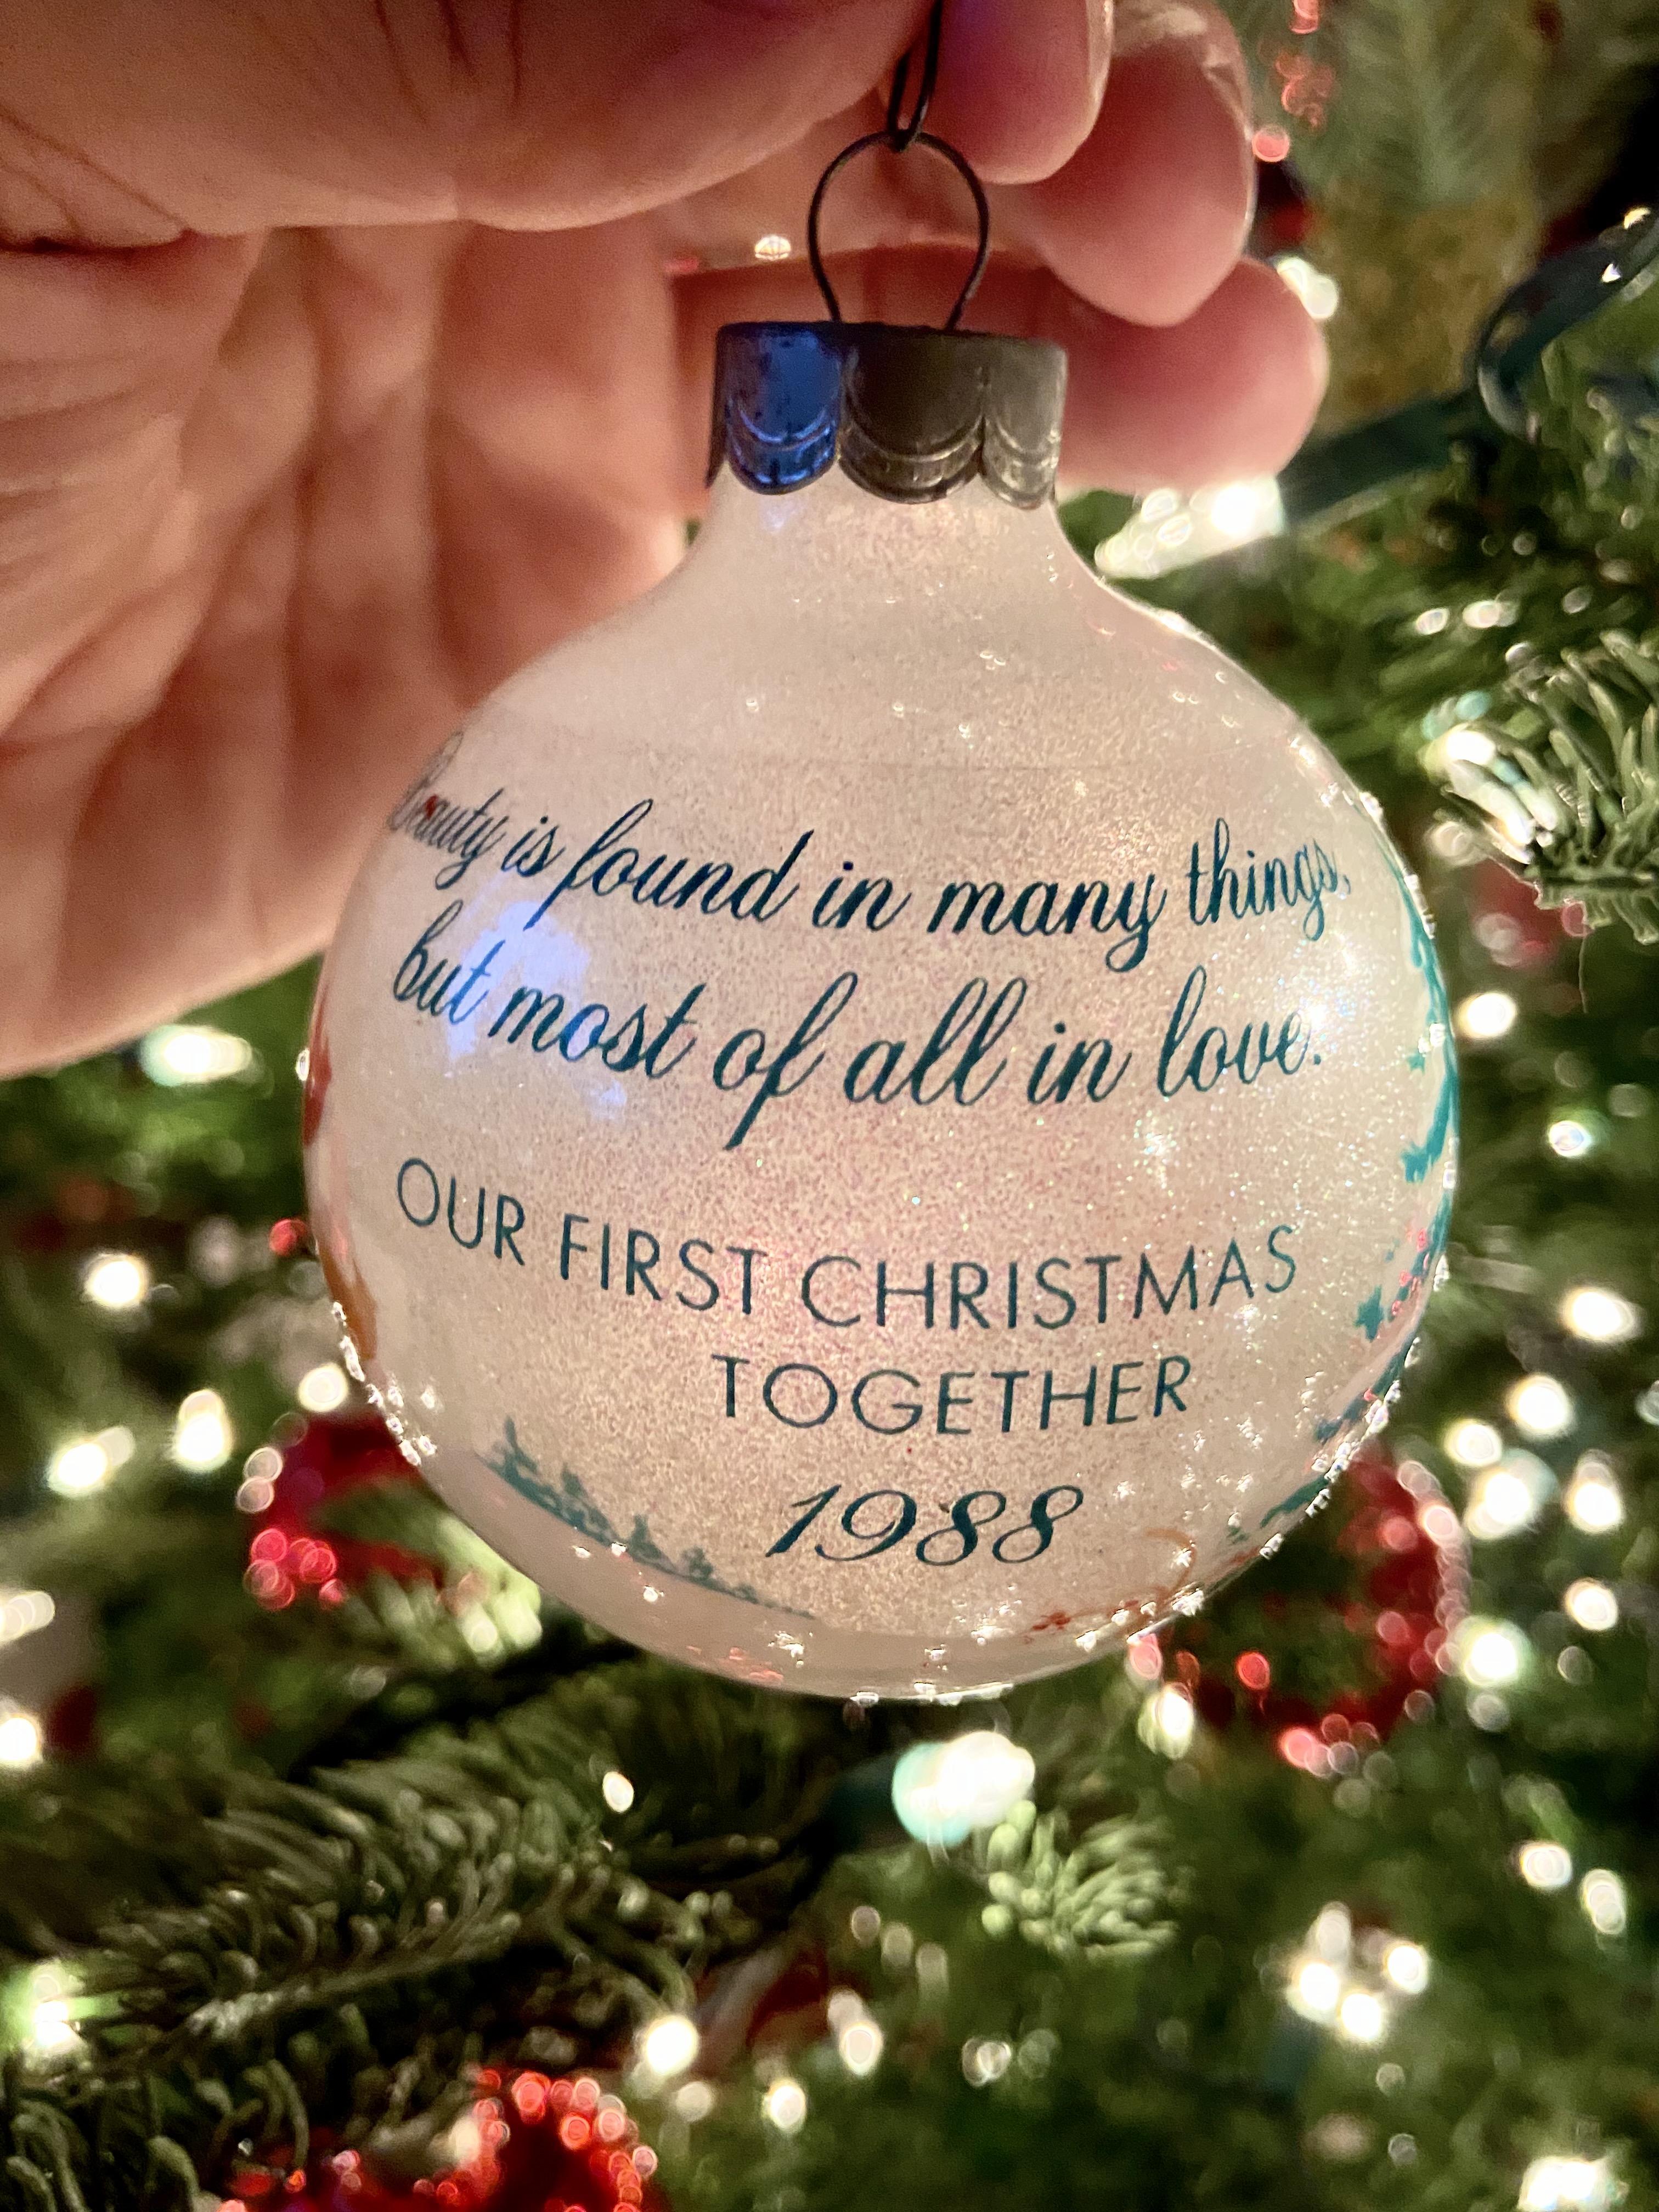 Beauty is found in many things,
but most of all in love.
OUR FIRST CHRISTMAS
TOGETHER
1988